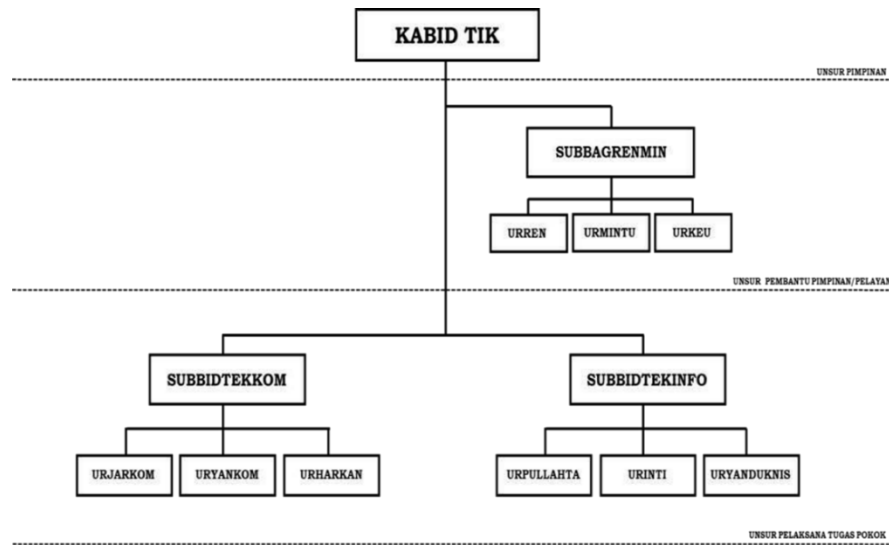 KABID TIK
UNSUR PIMPINAN
SUBBAGRENMIN
URREN
URMINTU
URKEU
UNSUR PEMBANTU PIMPINAN/PELAYAN
SUBBIDTEKKOM
SUBBIDTEKINFO
URJARKOM
URYANKOM
URHARKAN
URPULLAHTA
URINTI
URYANDUKNIS
UNSUR PELAKSANA TUGAS POKOK